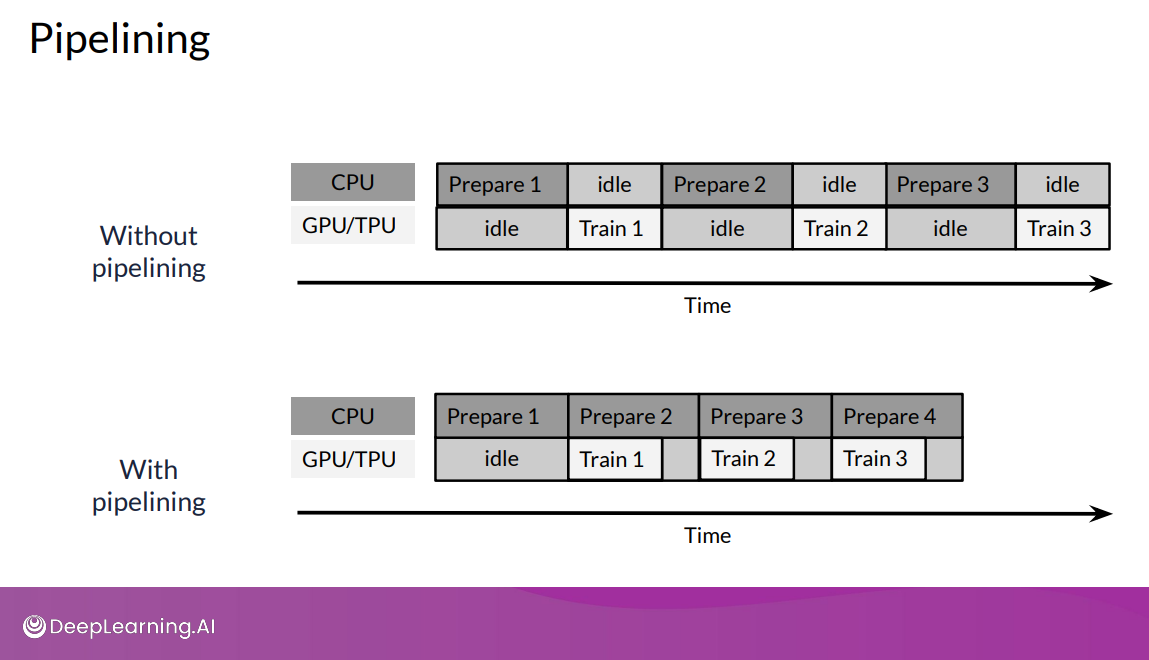 Pipelining
CPU
Prepare 1 idle Prepare 2 idle Prepare 3 idle
GPU/TPU
idle Train 1 idle Train 2 idle Train 3
Without
pipelining
Time
CPU
Prepare 1 Prepare 2 Prepare 3 Prepare 4
GPU/TPU
idle Train 1 Train 2 Train 3
With
pipelining
Time
DeepLearning.AI